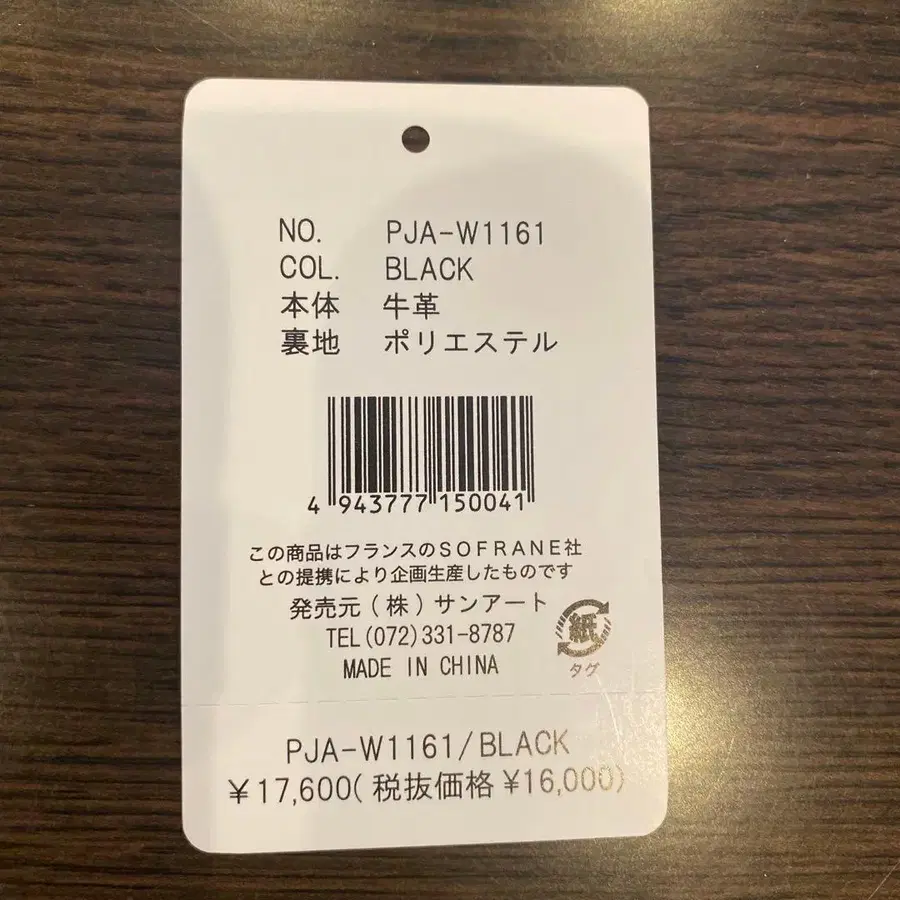 NO. PJA-W1161
COL. BLACK
本体 牛革
裏地 ポリエステル
4 943777 150041
この商品はフランスのSOFRANE社
との提携により企画生産したものです
発売元(株)サンアート
TEL(072)331-8787
MADE IN CHINA
紙
タグ
PJA-W1161/BLACK
¥17,600(税抜価格 ¥16,000)